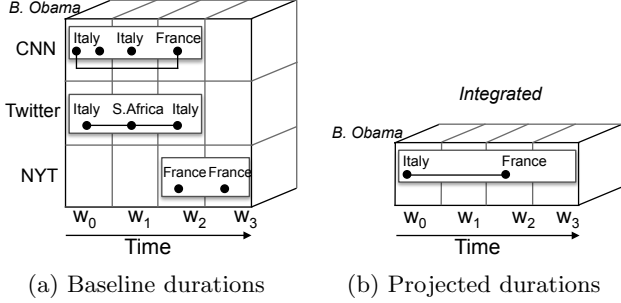 B. Obama
CNN
Italy Italy France
Twitter
Italy S.Africa Italy
NYT
France France
w0 w1 w2 w3
Time
(a) Baseline durations
Integrated
B. Obama
Italy France
w0 w1 w2 w3
Time
(b) Projected durations